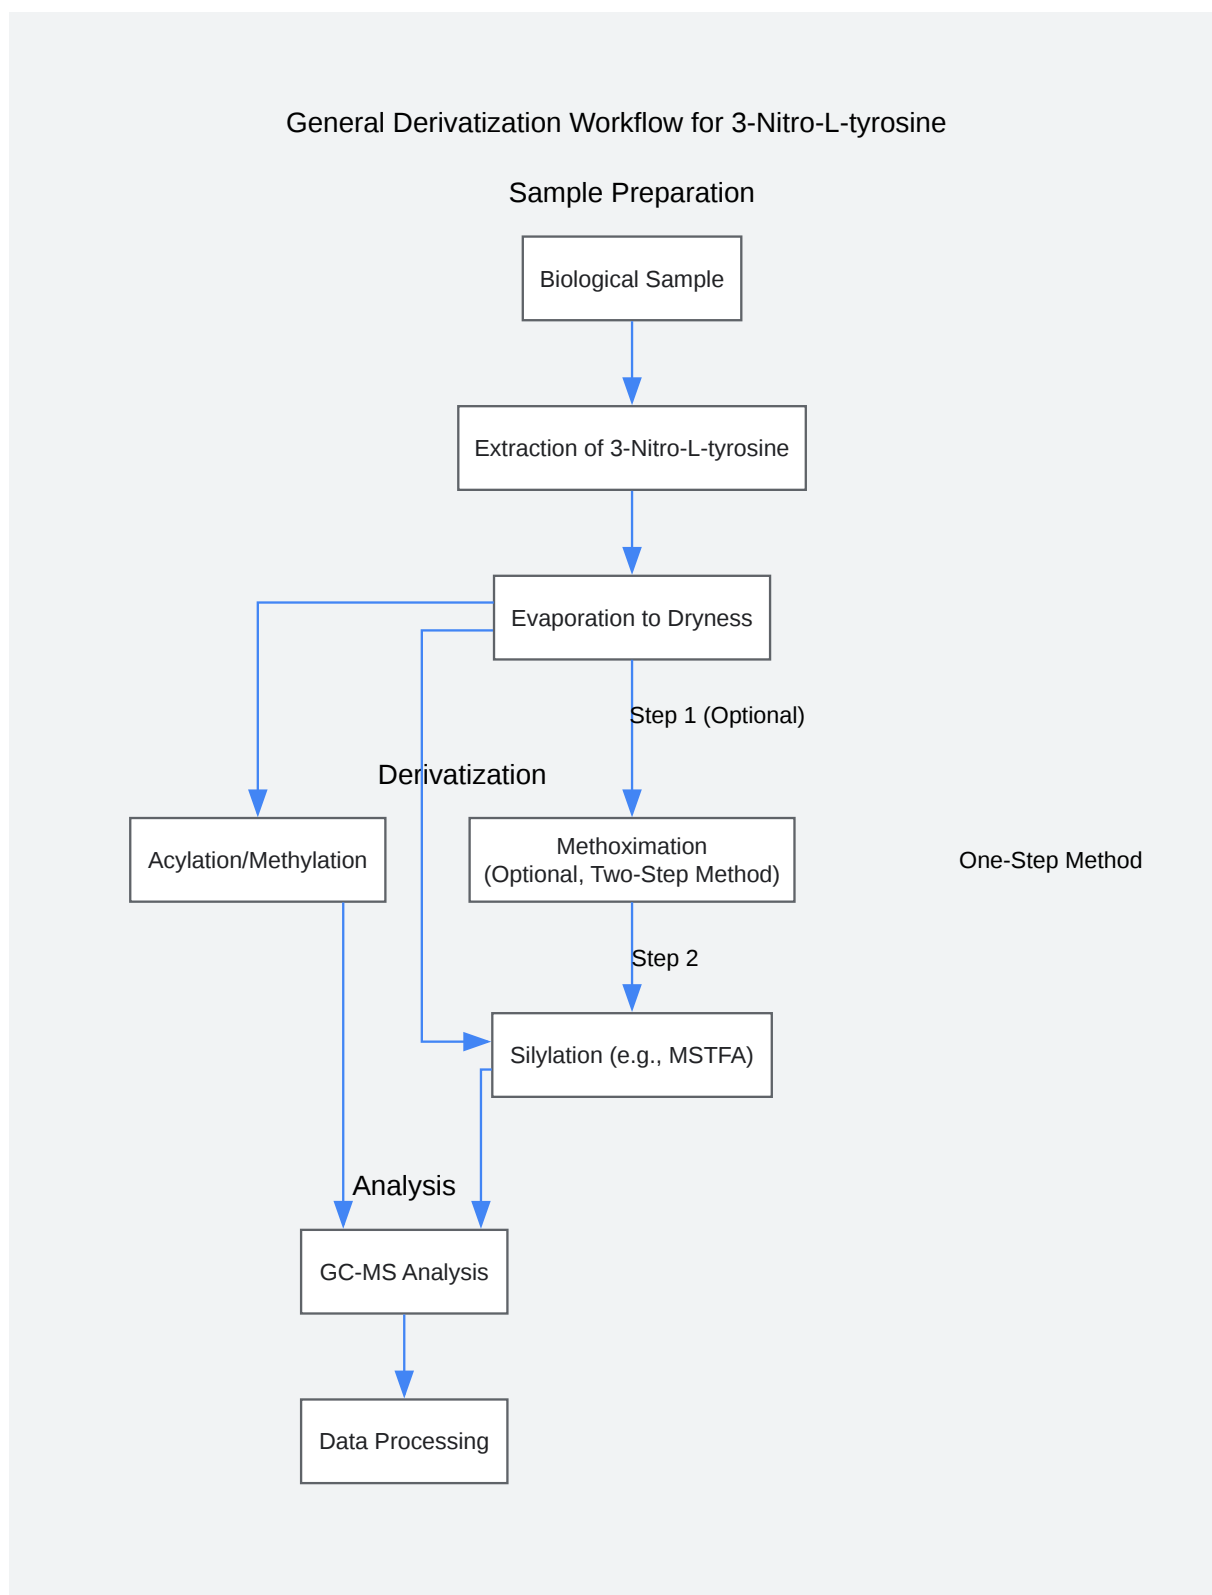 General Derivatization Workflow for 3-Nitro-L-tyrosine
Sample Preparation
Biological Sample
Extraction of 3-Nitro-L-tyrosine
Evaporation to Dryness
Step 1 (Optional)
Derivatization
Acylation/Methylation
Methoximation
(Optional, Two-Step Method)
One-Step Method
Step 2
Silylation (e.g., MSTFA)
Analysis
GC-MS Analysis
Data Processing